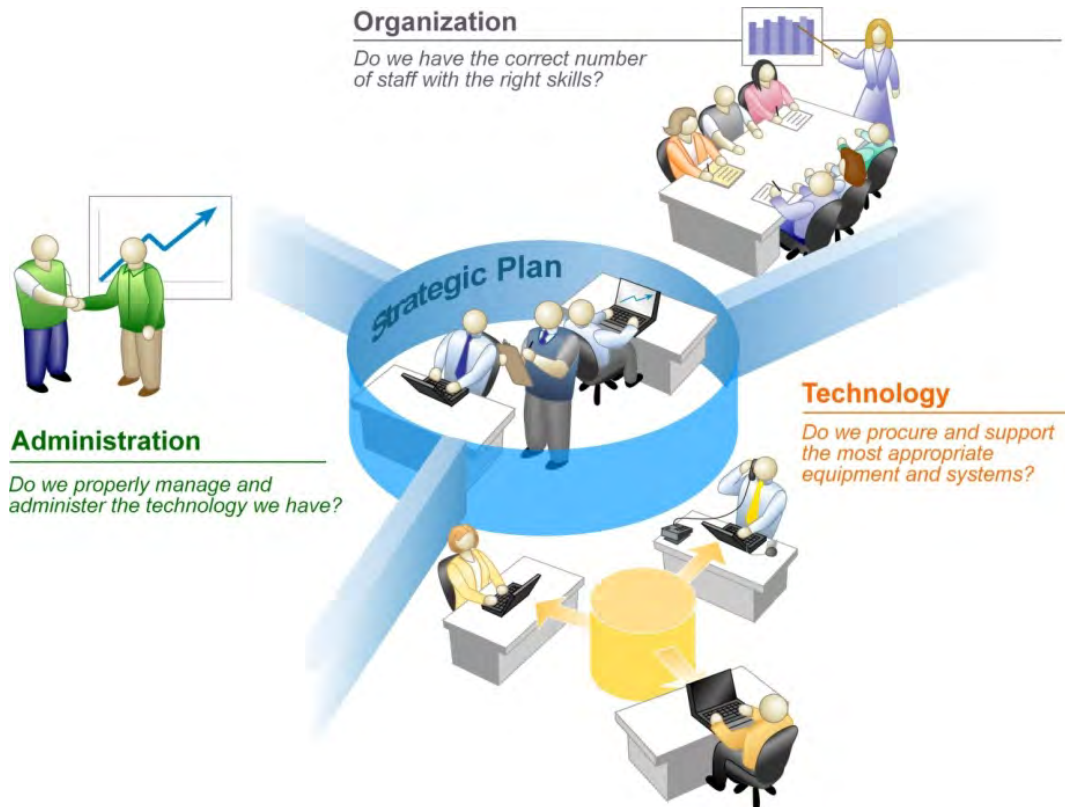 Organization
Do we have the correct number
of staff with the right skills?
Strategic Plan
Technology
Do we procure and support
the most appropriate
equipment and systems?
Administration
Do we properly manage and
administer the technology we have?